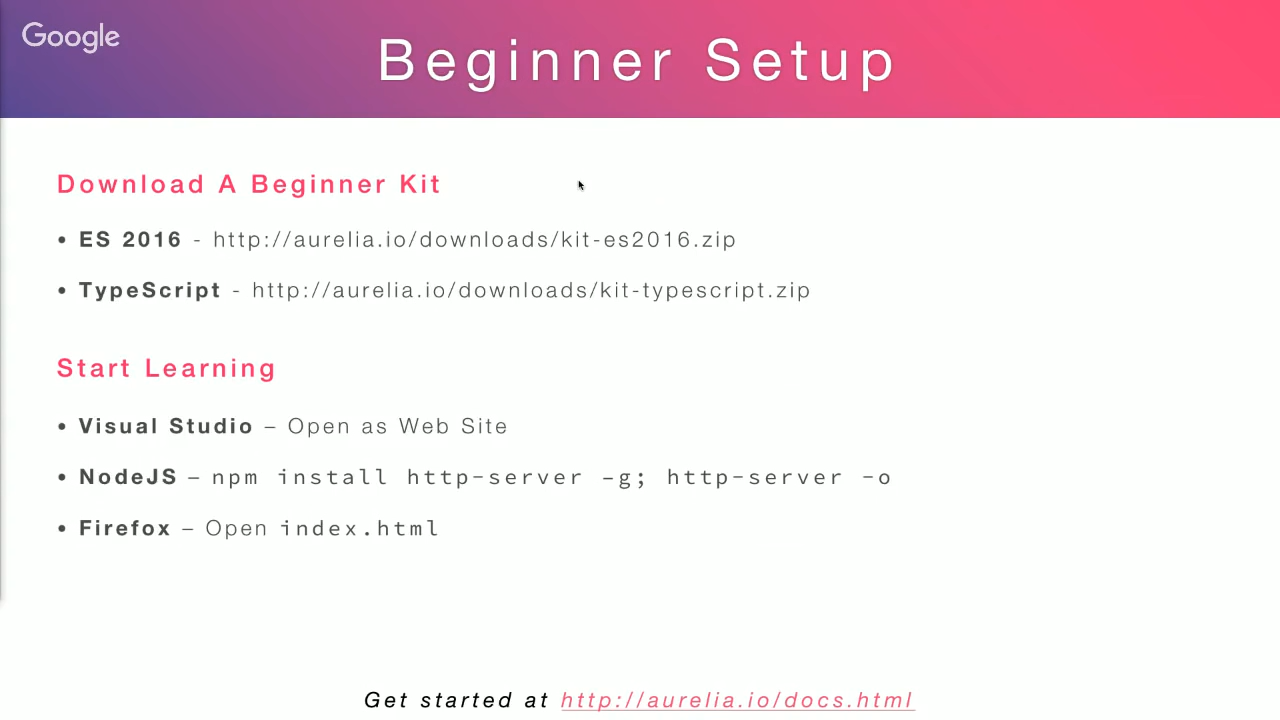 Google
Beginner Setup
Download A Beginner Kit
• ES 2016 - http://aurelia.io/downloads/kit-es2016.zip
• TypeScript - http://aurelia.io/downloads/kit-typescript.zip
Start Learning
• Visual Studio – Open as Web Site
• NodeJS – npm install http-server –g; http-server -o
• Firefox – Open index.html
Get started at http://aurelia.io/docs.html